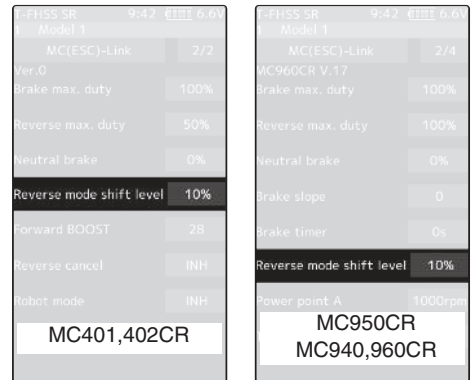 T-FHSS SR 9:42 6.6V
1 Model 1
MC(ESC)-Link 2/2
Ver.0
Brake max. duty 100%
Reverse max. duty 50%
Neutral brake 0%
Reverse mode shift level 10%
Forward BOOST 28
Reverse cancel INH
Robot mode INH
MC401,402CR
T-FHSS SR 9:42 6.6V
1 Model 1
MC(ESC)-Link 2/4
MC960CR V.17
Brake max. duty 100%
Reverse max. duty 100%
Neutral brake 0%
Brake slope 0
Brake timer 0s
Reverse mode shift level 10%
Power point A 1000rpm
MC950CR
MC940,960CR